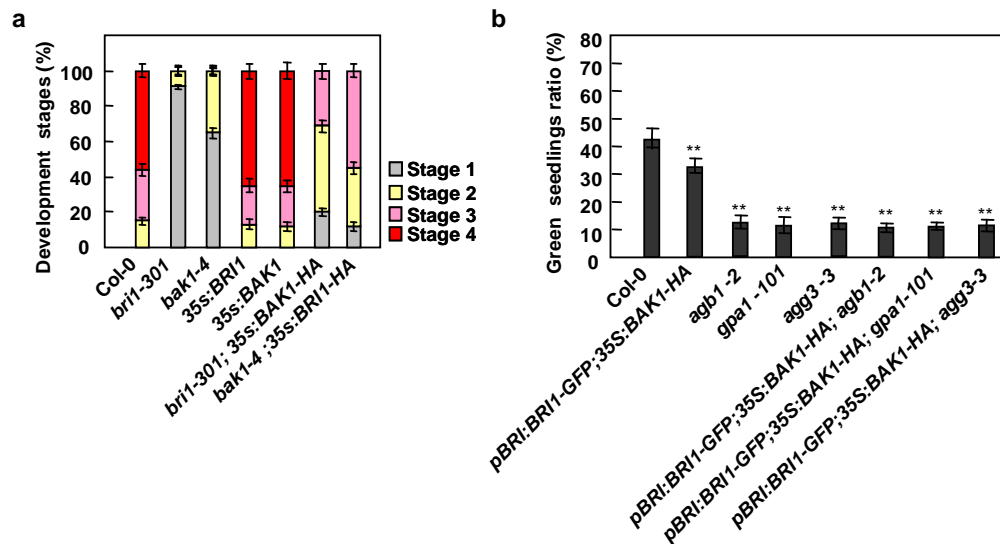 a
Development stages (%)
100
80
60
40
20
0
Col-0
bri1-301
bak1-4
35s:BRI1
35s:BAK1
bri1-301; 35s:BAK1-HA
bak1-4 ;35s:BRI1-HA
Stage 1
Stage 2
Stage 3
Stage 4
b
Green seedlings ratio (%)
80
70
60
50
40
30
20
10
0
**
**
**
**
**
**
**
Col-0
pBRI:BRI1-GFP;35S:BAK1-HA
agb1-2
gpa1 -101
agg3 -3
pBRI:BRI1-GFP;35S:BAK1-HA; agb1-2
pBRI:BRI1-GFP;35S:BAK1-HA; gpa1-101
pBRI:BRI1-GFP;35S:BAK1-HA; agg3-3